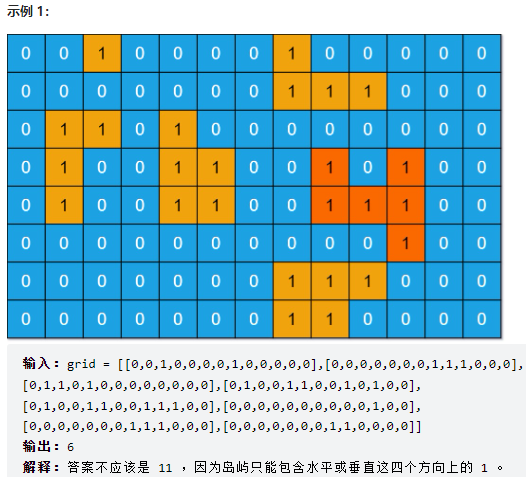 示例 1：
0 0 1 0 0 0 0 1 0 0 0 0 0
0 0 0 0 0 0 0 1 1 1 0 0 0
0 1 1 0 1 0 0 0 0 0 0 0 0
0 1 0 0 1 1 0 0 1 0 1 0 0
0 1 0 0 1 1 0 0 1 1 1 0 0
0 0 0 0 0 0 0 0 0 0 1 0 0
0 0 0 0 0 0 0 1 1 1 0 0 0
0 0 0 0 0 0 0 1 1 0 0 0 0
输入：grid = [[0,0,1,0,0,0,0,1,0,0,0,0,0],[0,0,0,0,0,0,0,1,1,1,0,0,0],
[0,1,1,0,1,0,0,0,0,0,0,0,0],[0,1,0,0,1,1,0,0,1,0,1,0,0],
[0,1,0,0,1,1,0,0,1,1,1,0,0],[0,0,0,0,0,0,0,0,0,0,1,0,0],
[0,0,0,0,0,0,0,1,1,1,0,0,0],[0,0,0,0,0,0,0,1,1,0,0,0,0]]
输出：6
解释：答案不应该是 11 ，因为岛屿只能包含水平或垂直这四个方向上的 1 。